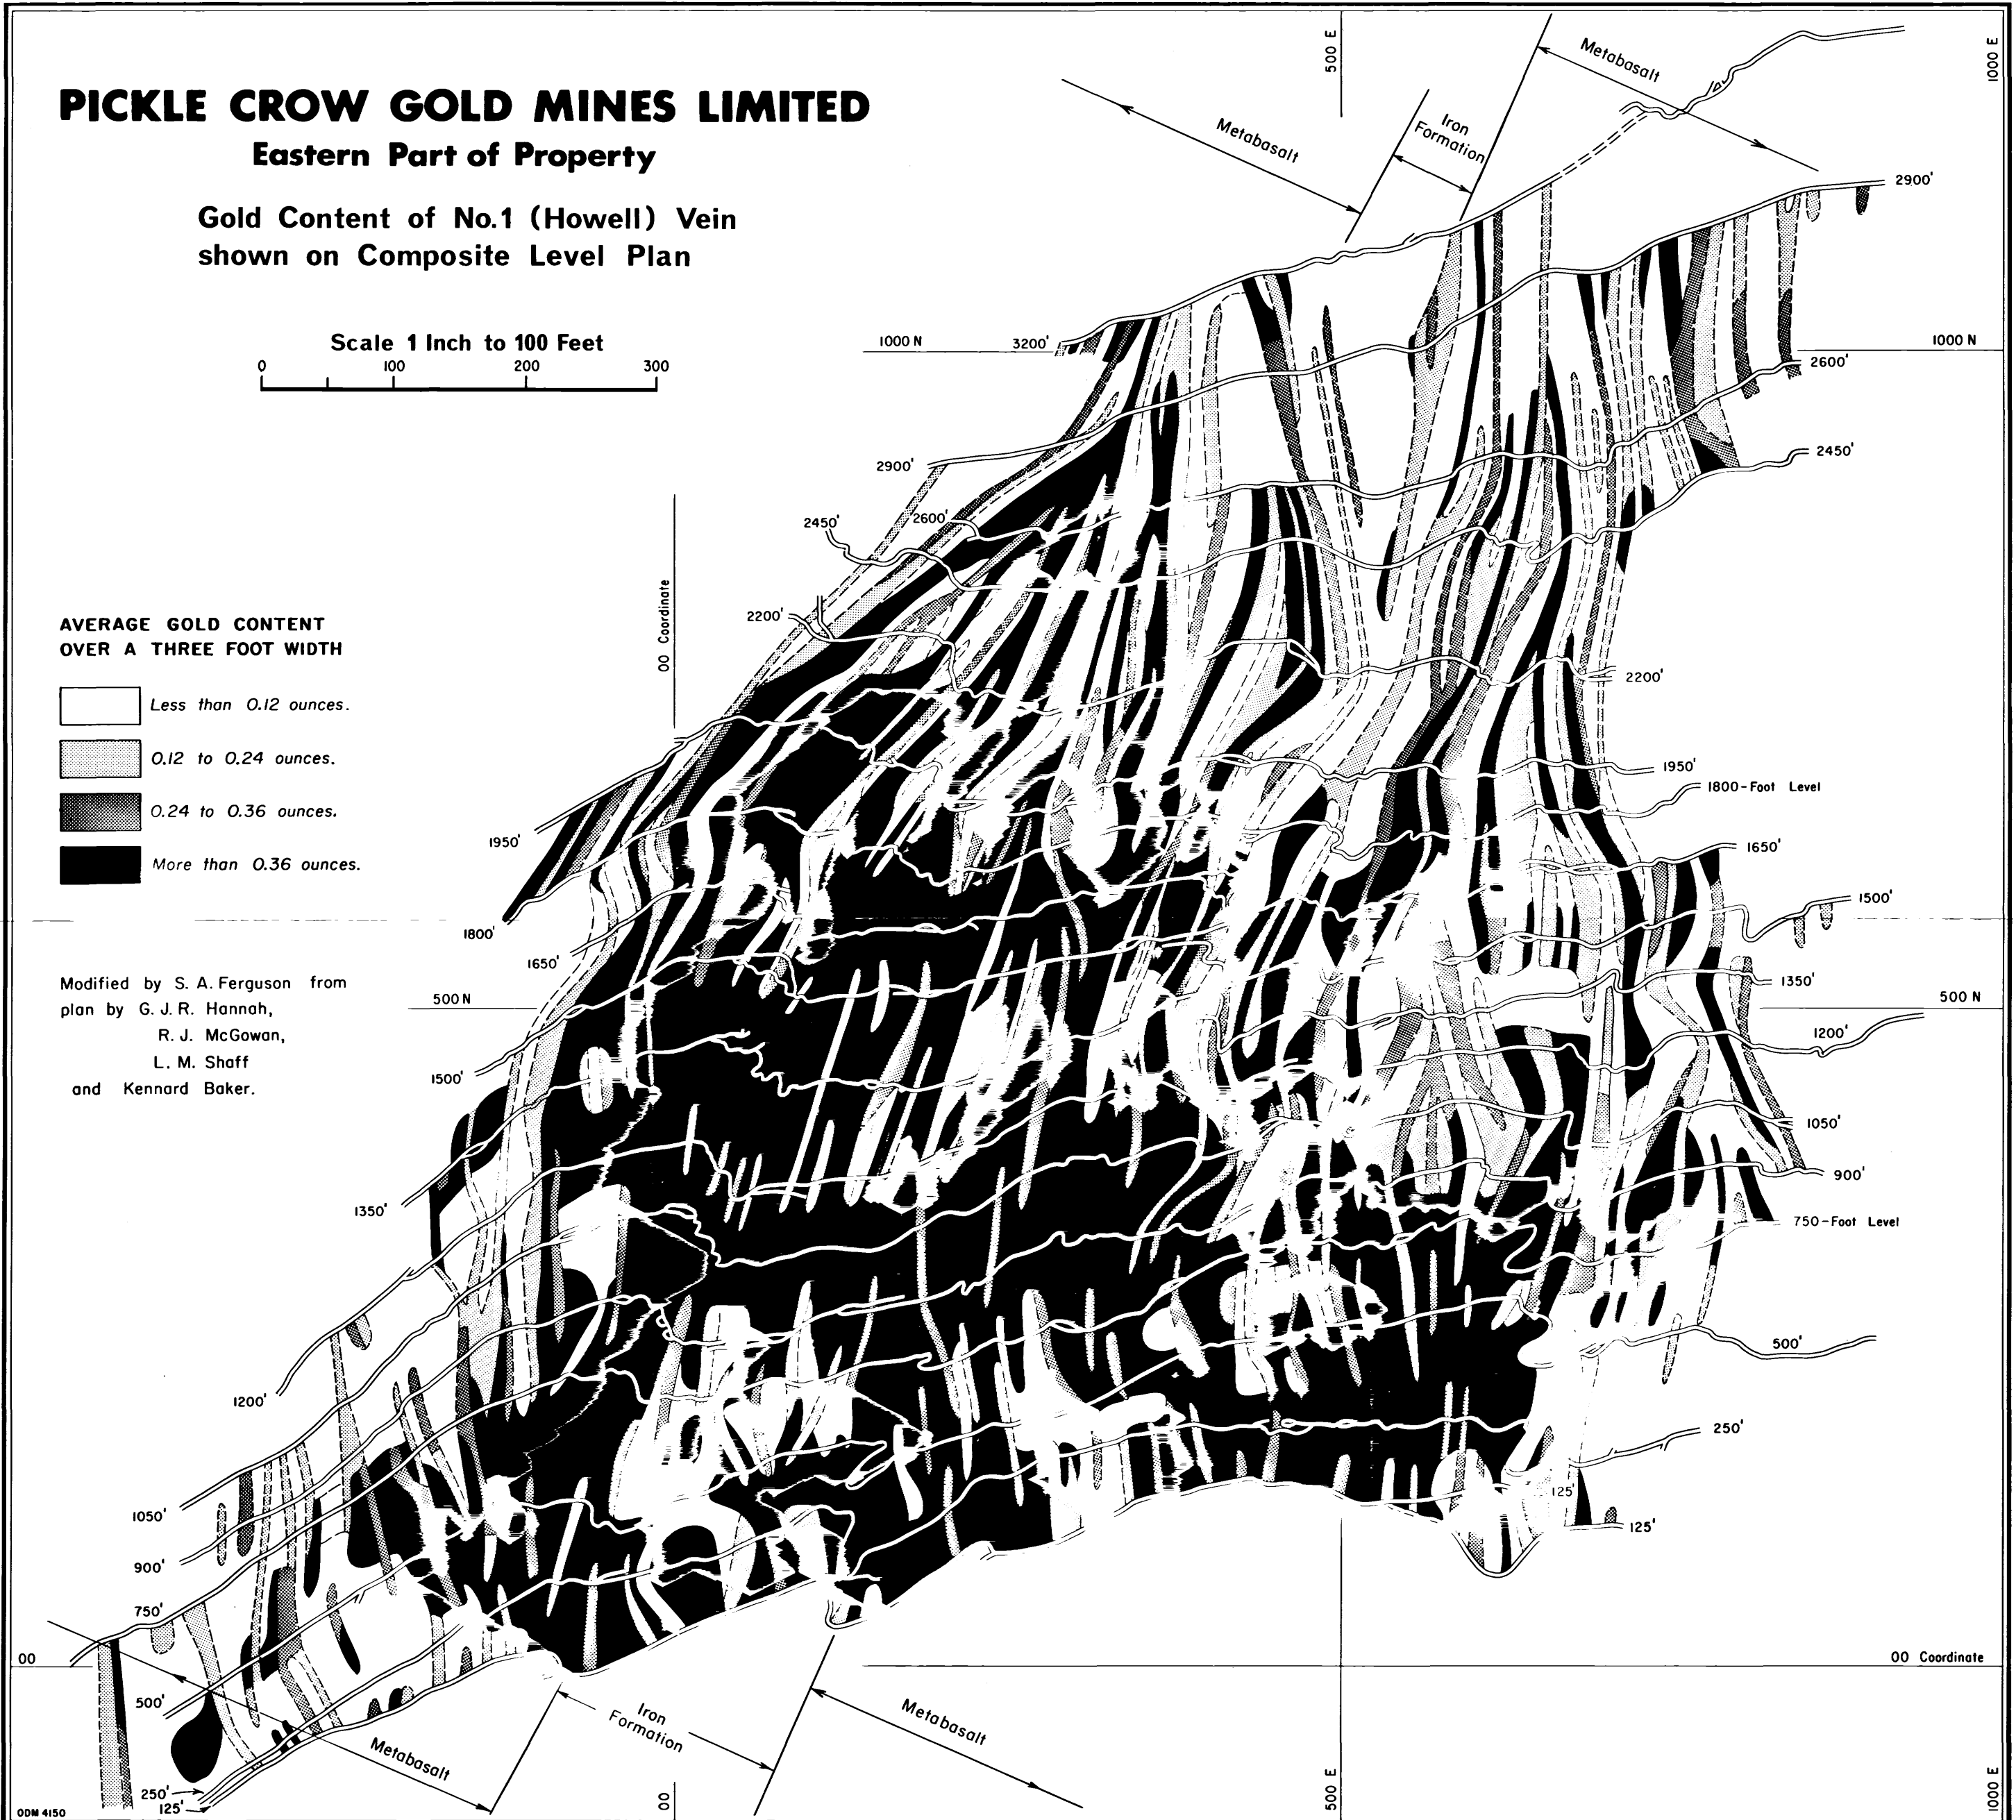 PICKLE CROW GOLD MINES LIMITED
Eastern Part of Property
Gold Content of No.1 (Howell) Vein
shown on Composite Level Plan
Scale 1 Inch to 100 Feet
0 100 200 300
500 E
1000 E
Metabasalt
Iron
Formation
Metabasalt
2900'
1000 N
3200'
1000 N
2600'
2900'
2450'
2450'
2600'
00 Coordinate
2200'
2200'
AVERAGE GOLD CONTENT
OVER A THREE FOOT WIDTH
Less than 0.12 ounces.
0.12 to 0.24 ounces.
0.24 to 0.36 ounces.
More than 0.36 ounces.
1950'
1800-Foot Level
1950'
1650'
1500'
1800'
1650'
Modified by S. A. Ferguson from
plan by G. J. R. Hannah,
R. J. McGowan,
L. M. Shaff
and Kennard Baker.
500 N
1350'
500 N
1200'
1500'
1050'
900'
1350'
750-Foot Level
500'
1200'
250'
125'
125'
1050'
900'
750'
00
00 Coordinate
500'
Iron
Formation
Metabasalt
Metabasalt
250'
125'
00
500 E
1000 E
ODM 4150